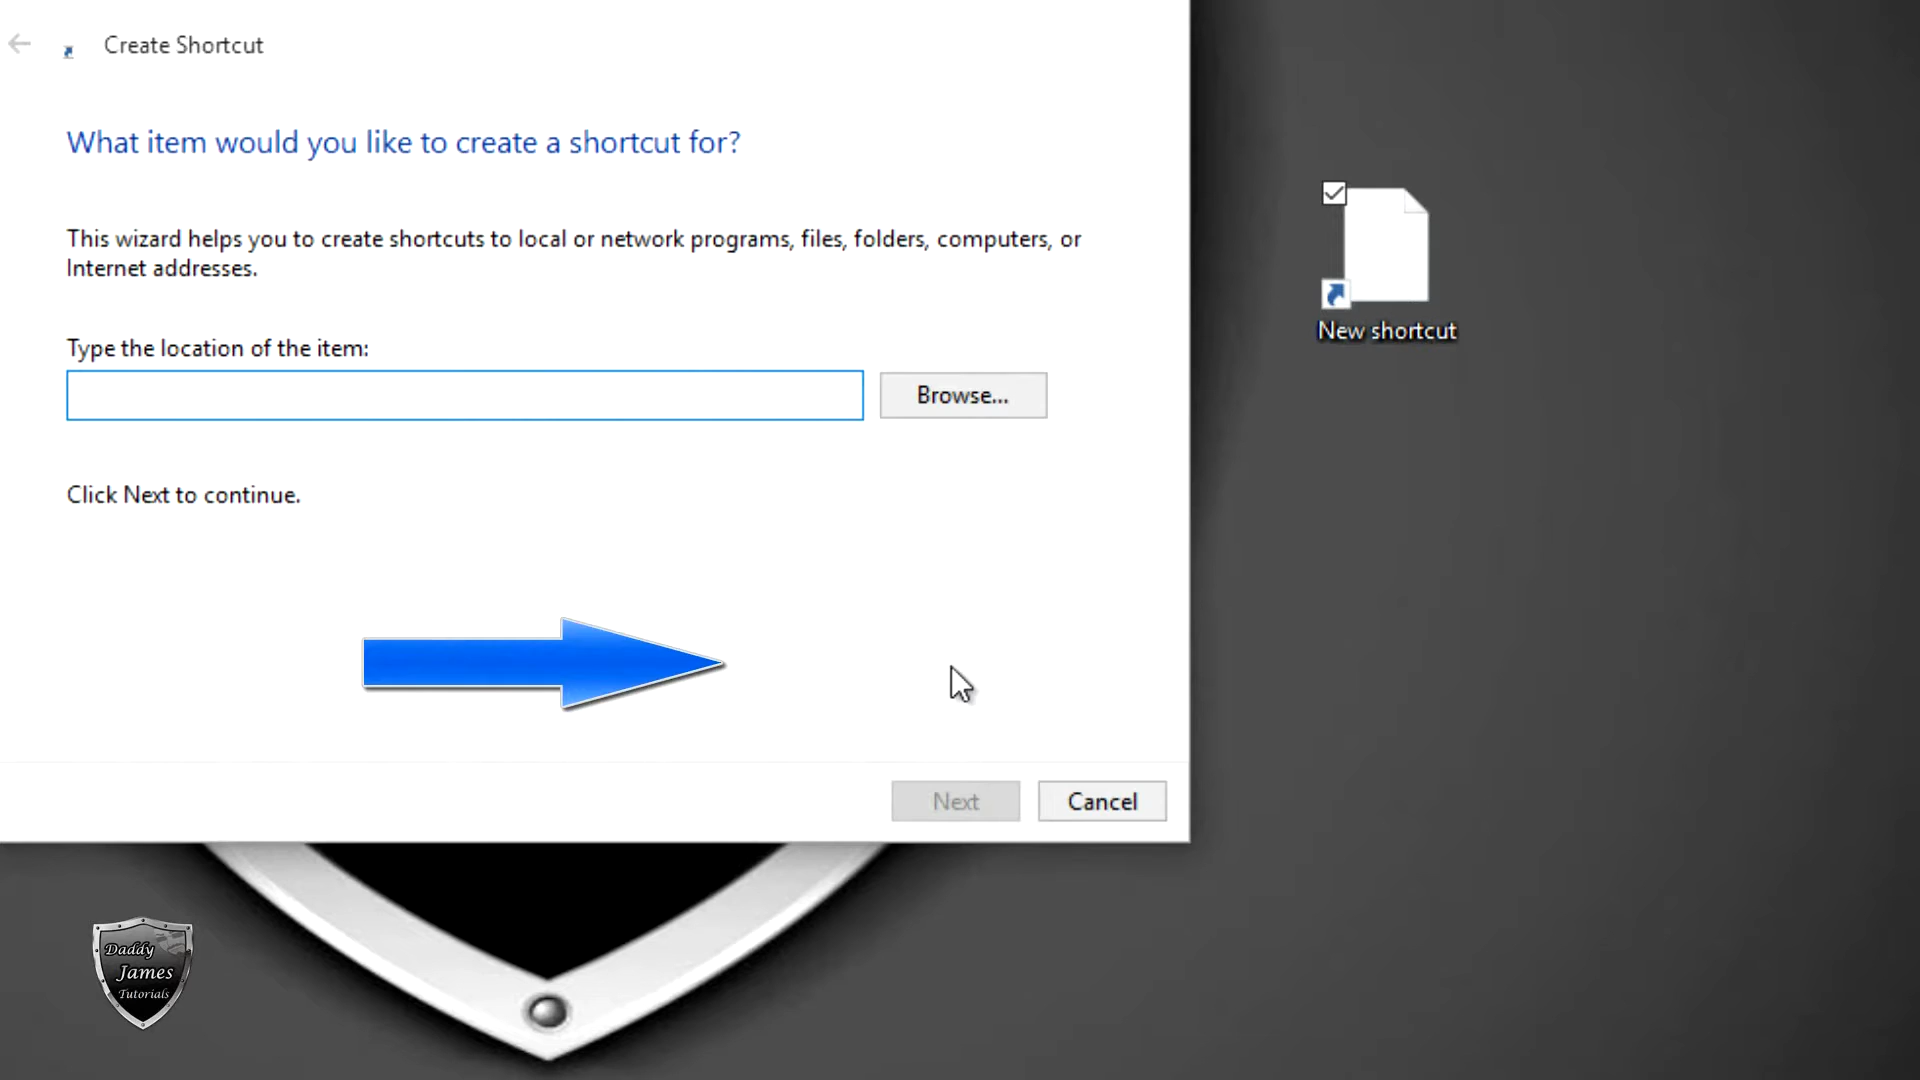 Create Shortcut
What item would you like to create a shortcut for?
This wizard helps you to create shortcuts to local or network programs, files, folders, computers, or
Internet addresses.
Type the location of the item:
Browse...
Click Next to continue.
Next
Cancel
New shortcut
Daddy
James
Tutorials